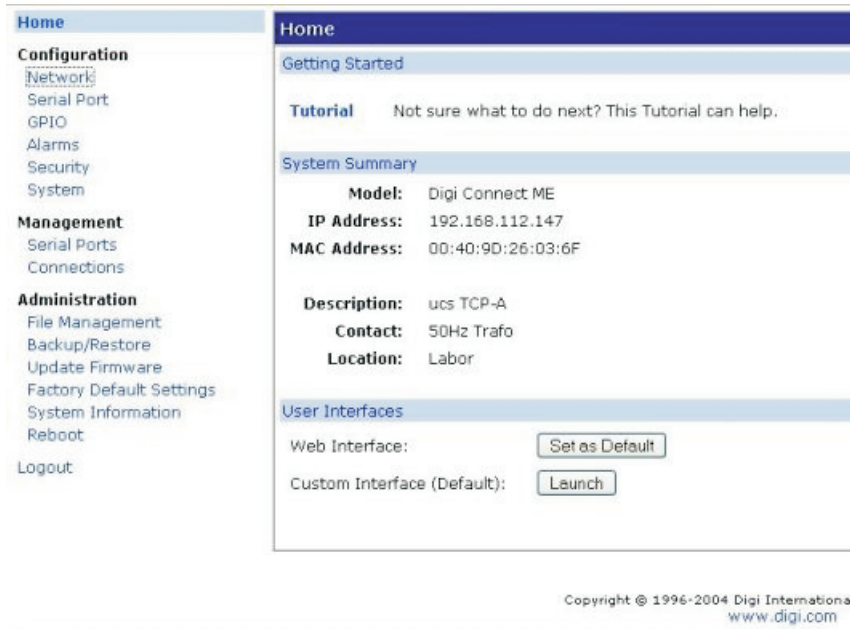 Home
Configuration
Network
Serial Port
GPIO
Alarms
Security
System
Management
Serial Ports
Connections
Administration
File Management
Backup/Restore
Update Firmware
Factory Default Settings
System Information
Reboot
Logout
Home
Getting Started
Tutorial Not sure what to do next? This Tutorial can help.
System Summary
Model: Digi Connect ME
IP Address: 192.168.112.147
MAC Address: 00:40:9D:26:03:6F
Description: ucs TCP-A
Contact: 50Hz Trafo
Location: Labor
User Interfaces
Web Interface: Set as Default
Custom Interface (Default): Launch
Copyright © 1996-2004 Digi Internationa
www.digi.com